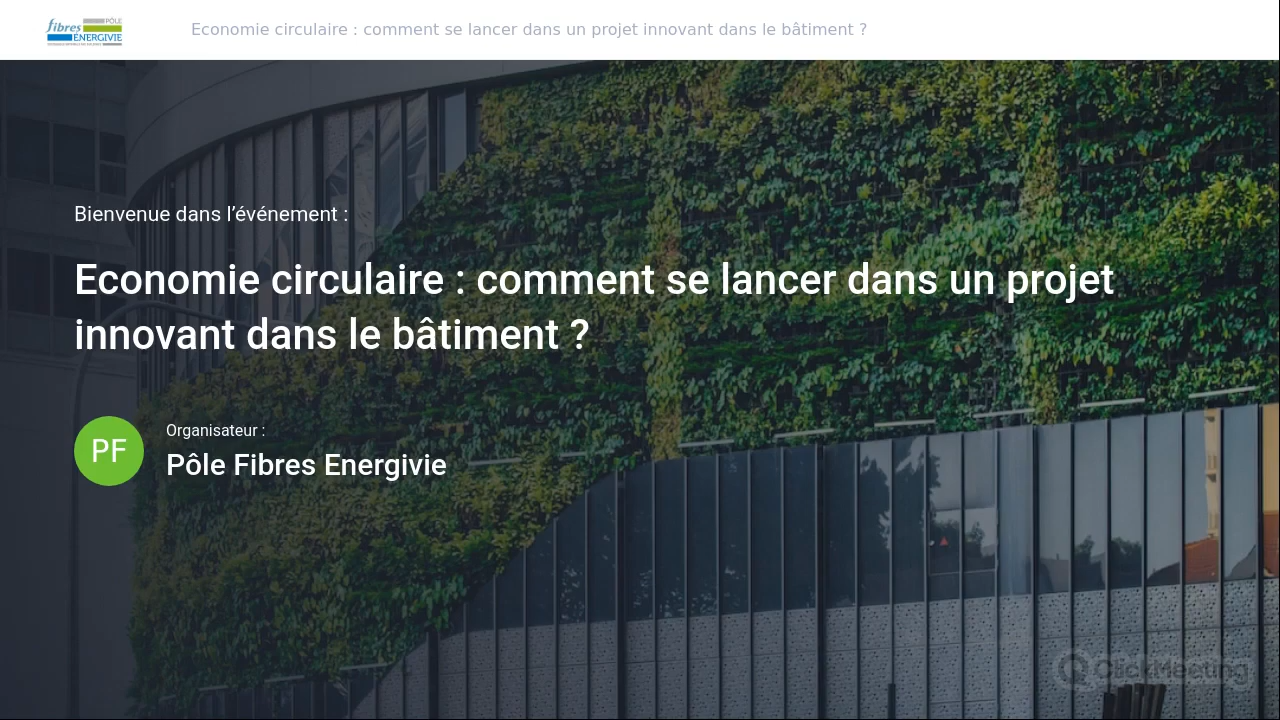 PÔLE
fibres
ÉNERGIVIE
Economie circulaire : comment se lancer dans un projet innovant dans le bâtiment ?
Bienvenue dans l’événement :
Economie circulaire : comment se lancer dans un projet
innovant dans le bâtiment ?
PF
Organisateur :
Pôle Fibres Energivie
ClickMeeting